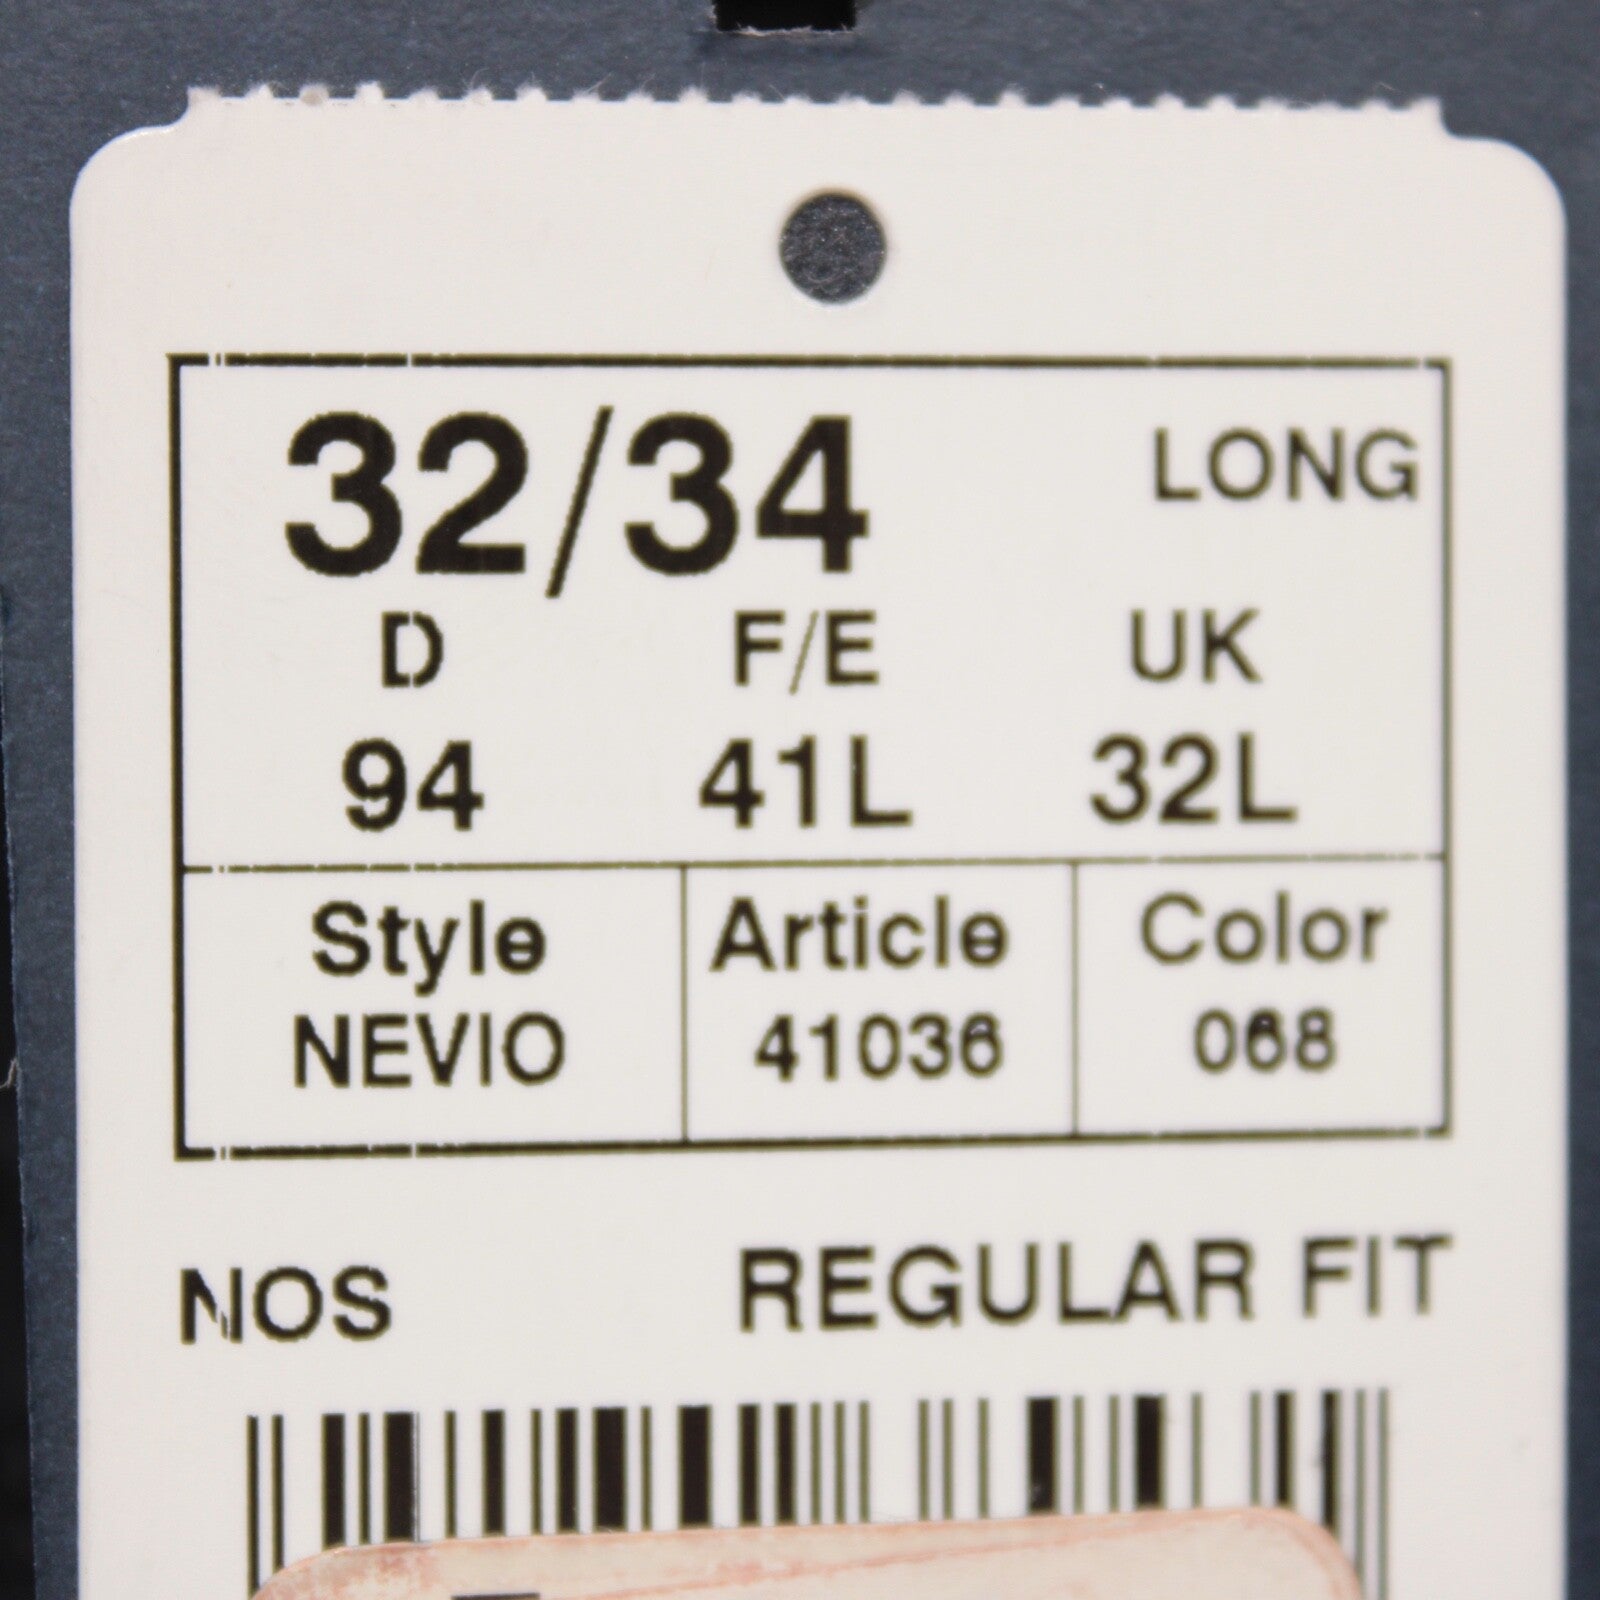 32/34 LONG
D F/E UK
94 41L 32L
Style Article Color
NEVIO 41036 068
NOS REGULAR FIT